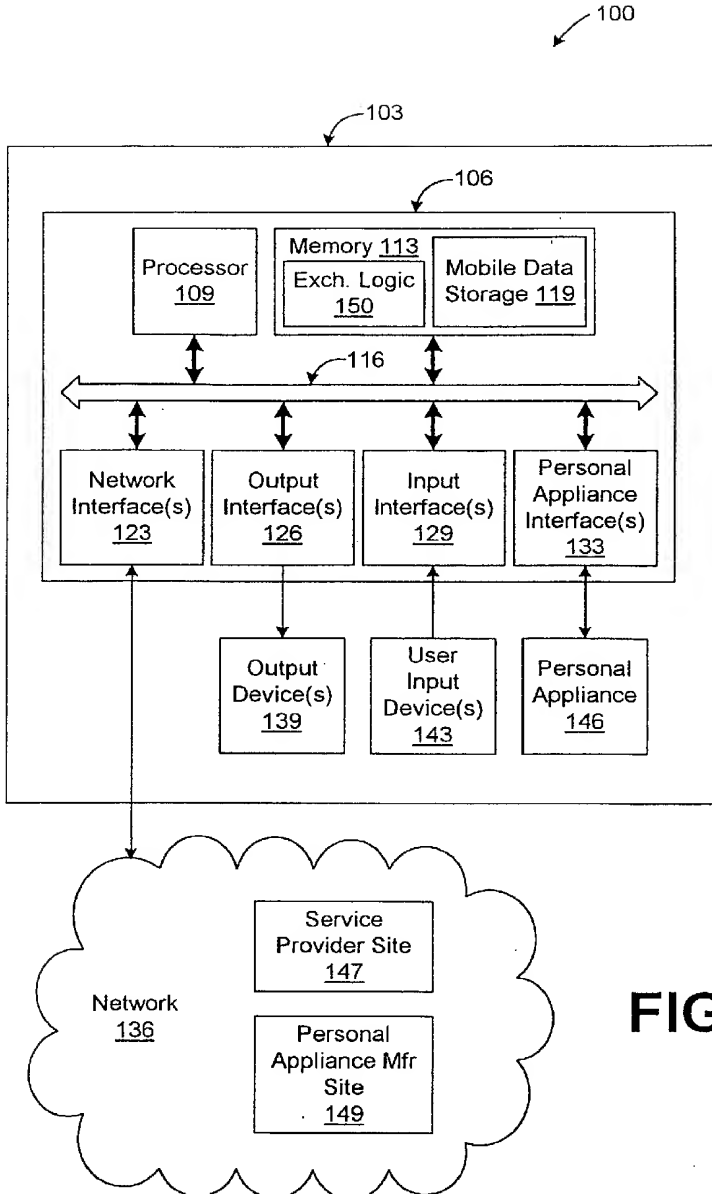 100
103
106
Processor
109
Memory 113
Exch. Logic
150
Mobile Data
Storage 119
116
Network
Interface(s)
123
Output
Interface(s)
126
Input
Interface(s)
129
Personal
Appliance
Interface(s)
133
Output
Device(s)
139
User
Input
Device(s)
143
Personal
Appliance
146
Service
Provider Site
147
Network
136
Personal
Appliance Mfr
Site
149
FIG